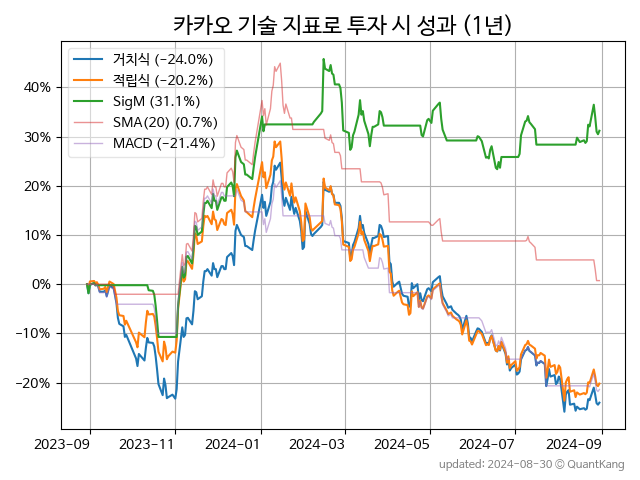 카카오 기술 지표로 투자 시 성과 (1년)
거치식 (−24.0%)
적립식 (−20.2%)
SigM (31.1%)
SMA(20) (0.7%)
MACD (−21.4%)
40%
30%
20%
10%
0%
−10%
−20%
2023-09 2023-11 2024-01 2024-03 2024-05 2024-07 2024-09
updated: 2024-08-30 © QuantKang